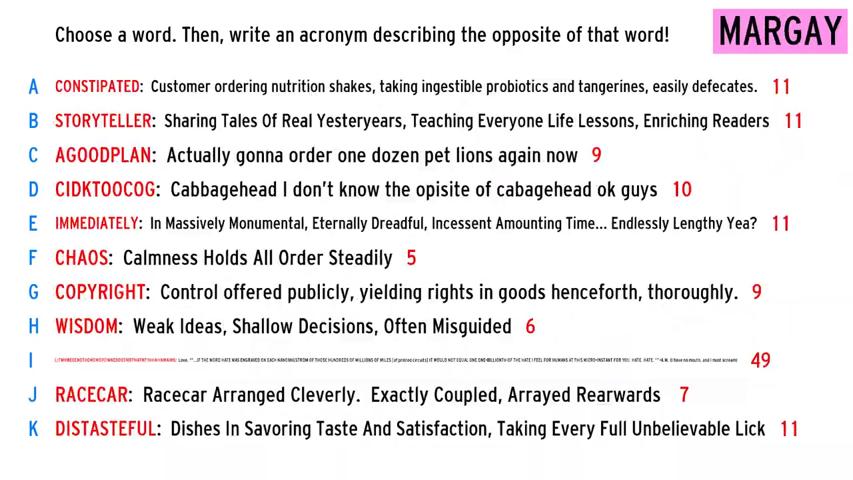 Choose a word. Then, write an acronym describing the opposite of that word!
MARGAY
A CONSTIPATED: Customer ordering nutrition shakes, taking ingestible probiotics and tangerines, easily defecates. 11
B STORYTELLER: Sharing Tales Of Real Yesteryears, Teaching Everyone Life Lessons, Enriching Readers 11
C AGOODPLAN: Actually gonna order one dozen pet lions again now 9
D CIDKTOOCOG: Cabbagehead I don't know the opisite of cabagehead ok guys 10
E IMMEDIATELY: In Massively Monumental, Eternally Dreadful, Incessent Amounting Time... Endlessly Lengthy Yea? 11
F CHAOS: Calmness Holds All Order Steadily 5
G COPYRIGHT: Control offered publicly, yielding rights in goods henceforth, thoroughly. 9
H WISDOM: Weak Ideas, Shallow Decisions, Often Misguided 6
I Love. "...IF THE WORD HATE WAS ENGRAVED ON EACH NANOANGSTROM OF THOSE HUNDREDS OF MILLIONS OF MILES (of printed circuits) IT WOULD NOT EQUAL ONE ONE-BILLIONTH OF THE HATE I FEEL FOR HUMANS AT THIS MICRO-INSTANT FOR YOU. HATE. HATE. 49
J RACECAR: Racecar Arranged Cleverly. Exactly Coupled, Arrayed Rearwards 7
K DISTASTEFUL: Dishes In Savoring Taste And Satisfaction, Taking Every Full Unbelievable Lick 11